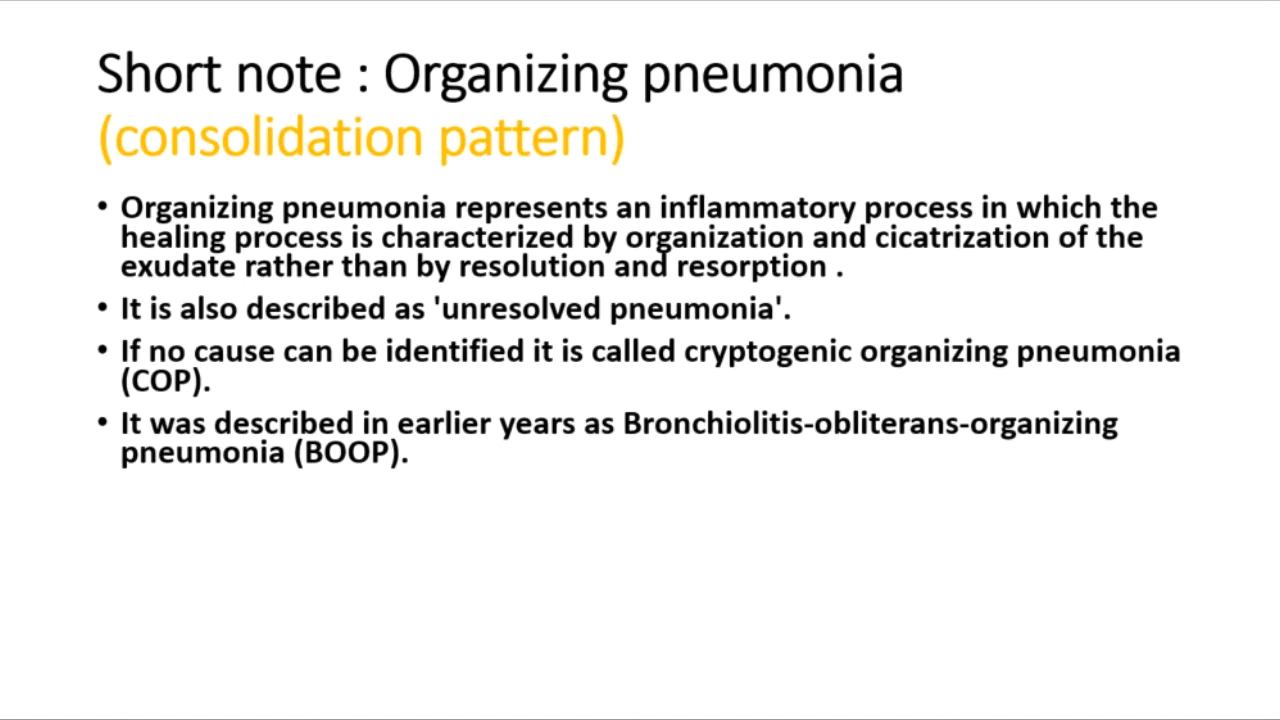 Short note : Organizing pneumonia
(consolidation pattern)
• Organizing pneumonia represents an inflammatory process in which the
healing process is characterized by organization and cicatrization of the
exudate rather than by resolution and resorption .
• It is also described as 'unresolved pneumonia'.
• If no cause can be identified it is called cryptogenic organizing pneumonia
(COP).
• It was described in earlier years as Bronchiolitis-obliterans-organizing
pneumonia (BOOP).